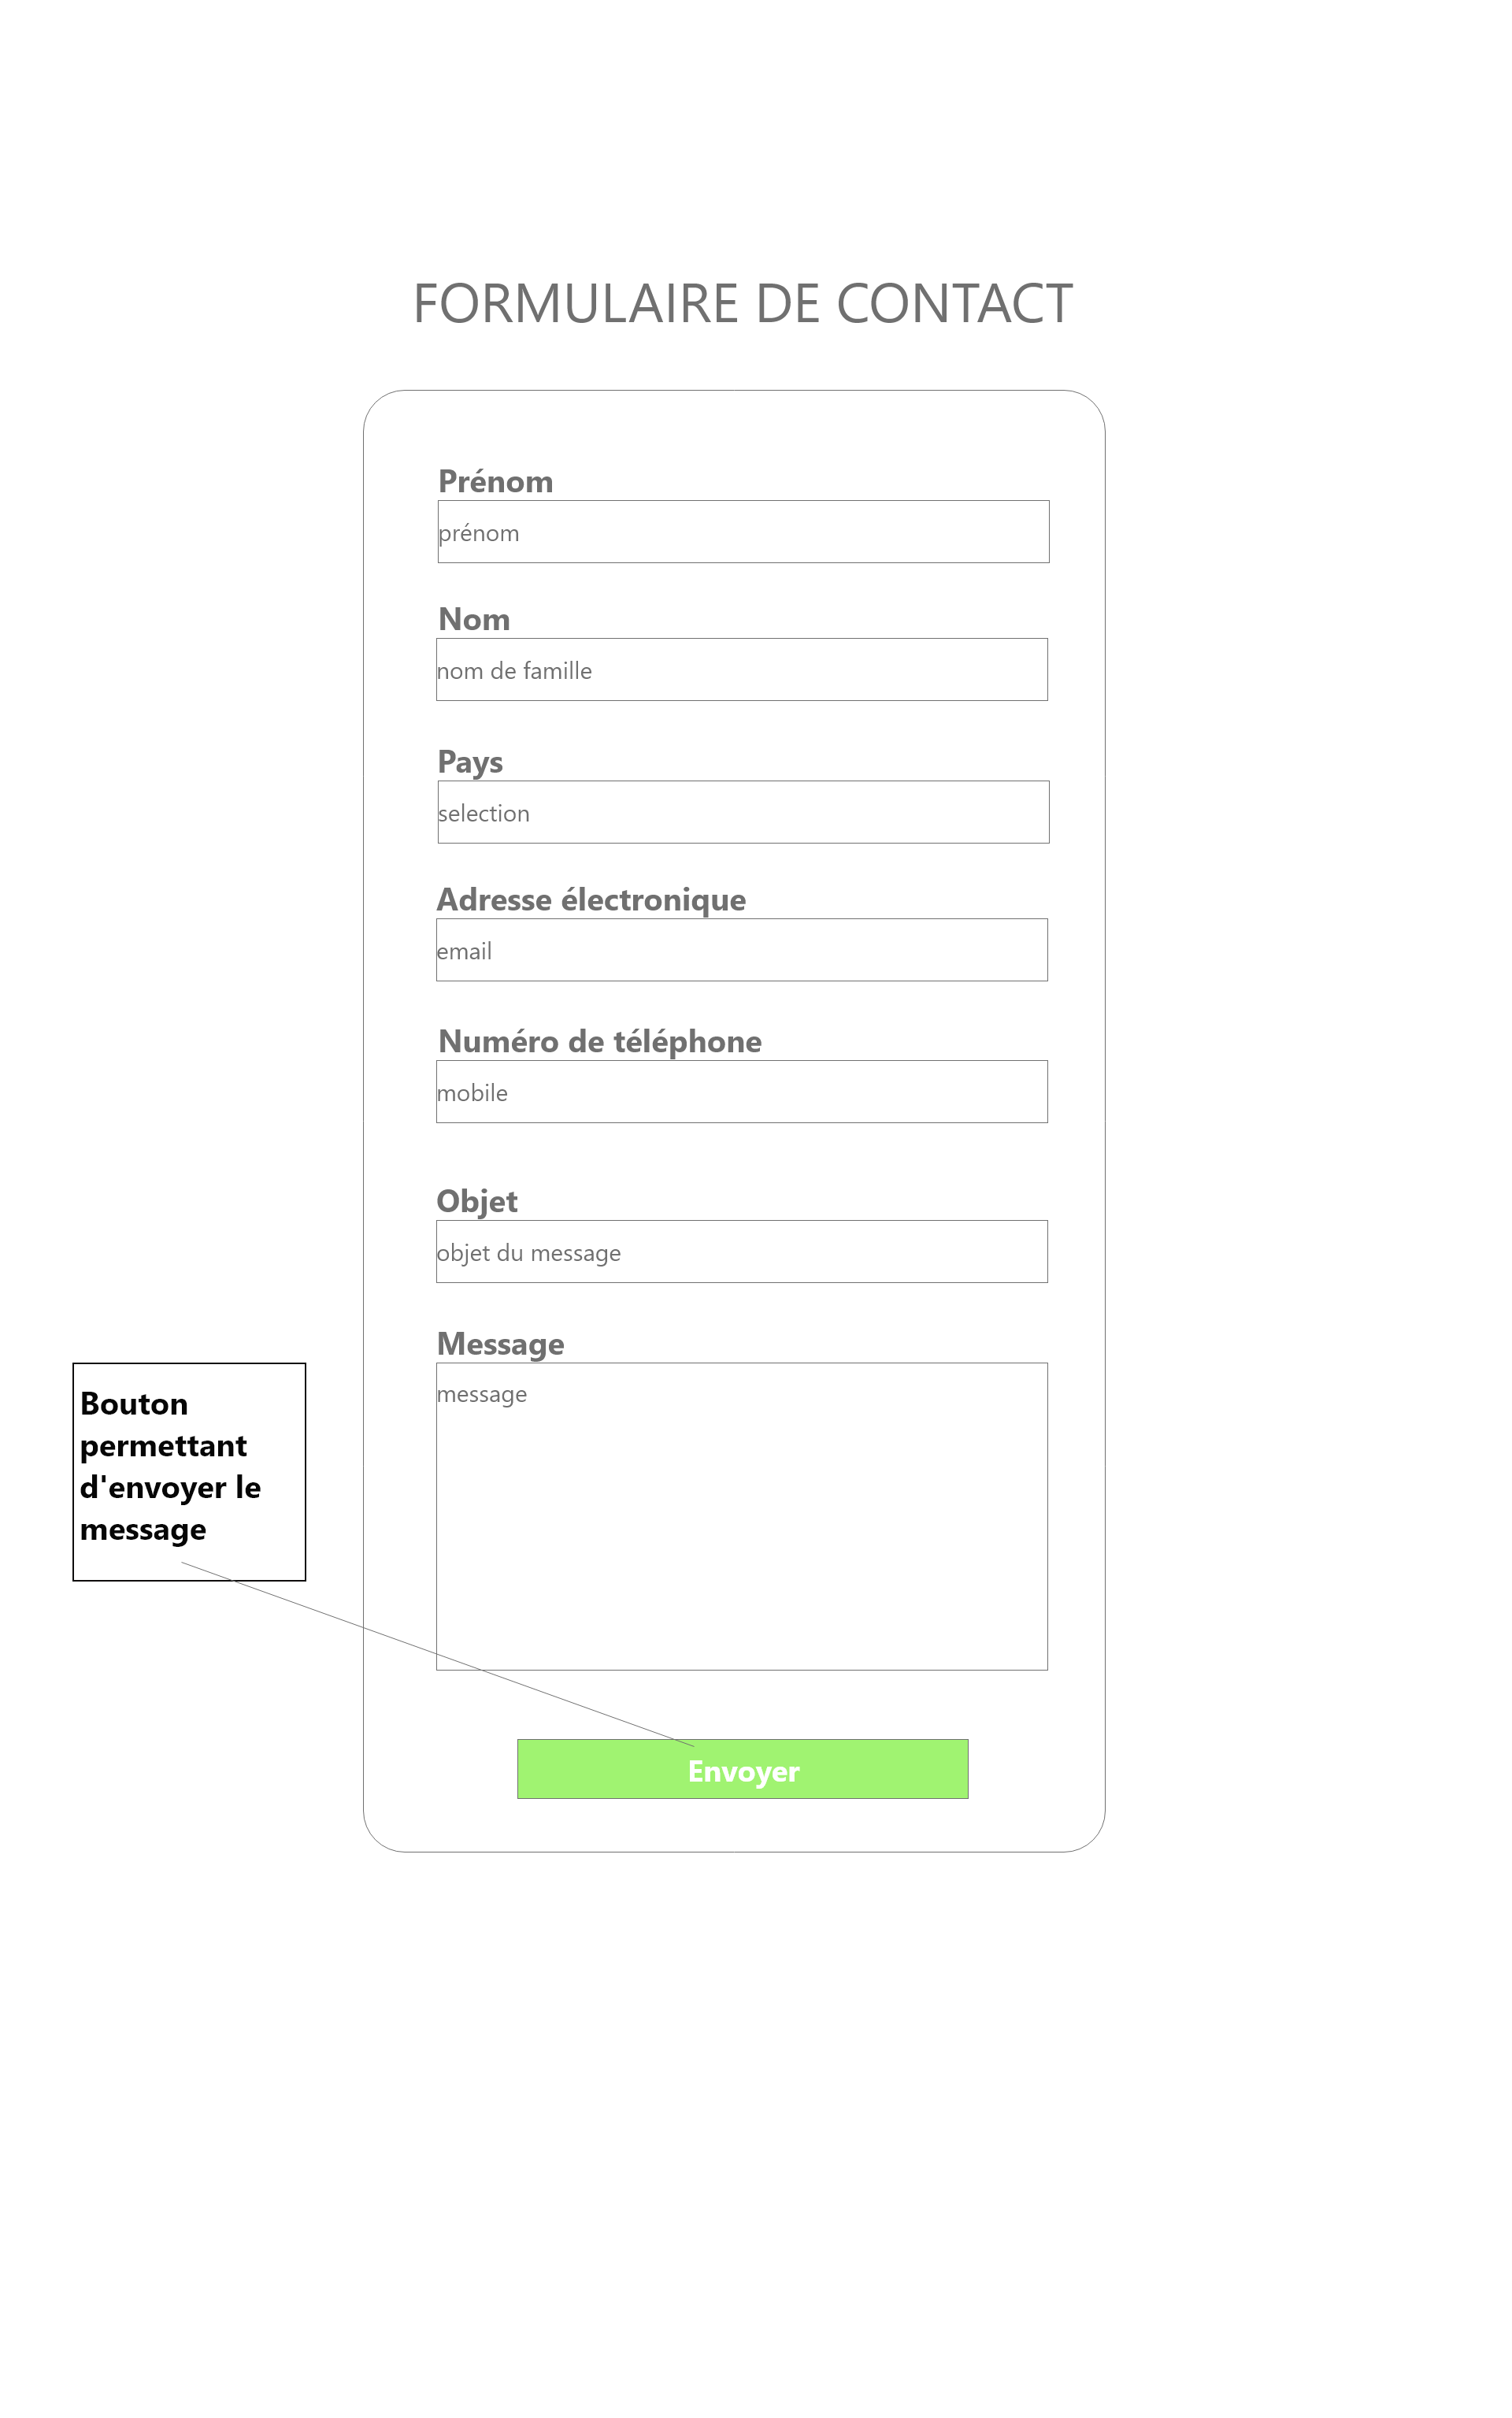 FORMULAIRE DE CONTACT
Prénom
prénom
Nom
nom de famille
Pays
selection
Adresse électronique
email
Numéro de téléphone
mobile
Objet
objet du message
Message
message
Bouton
permettant
d'envoyer le
message
Envoyer